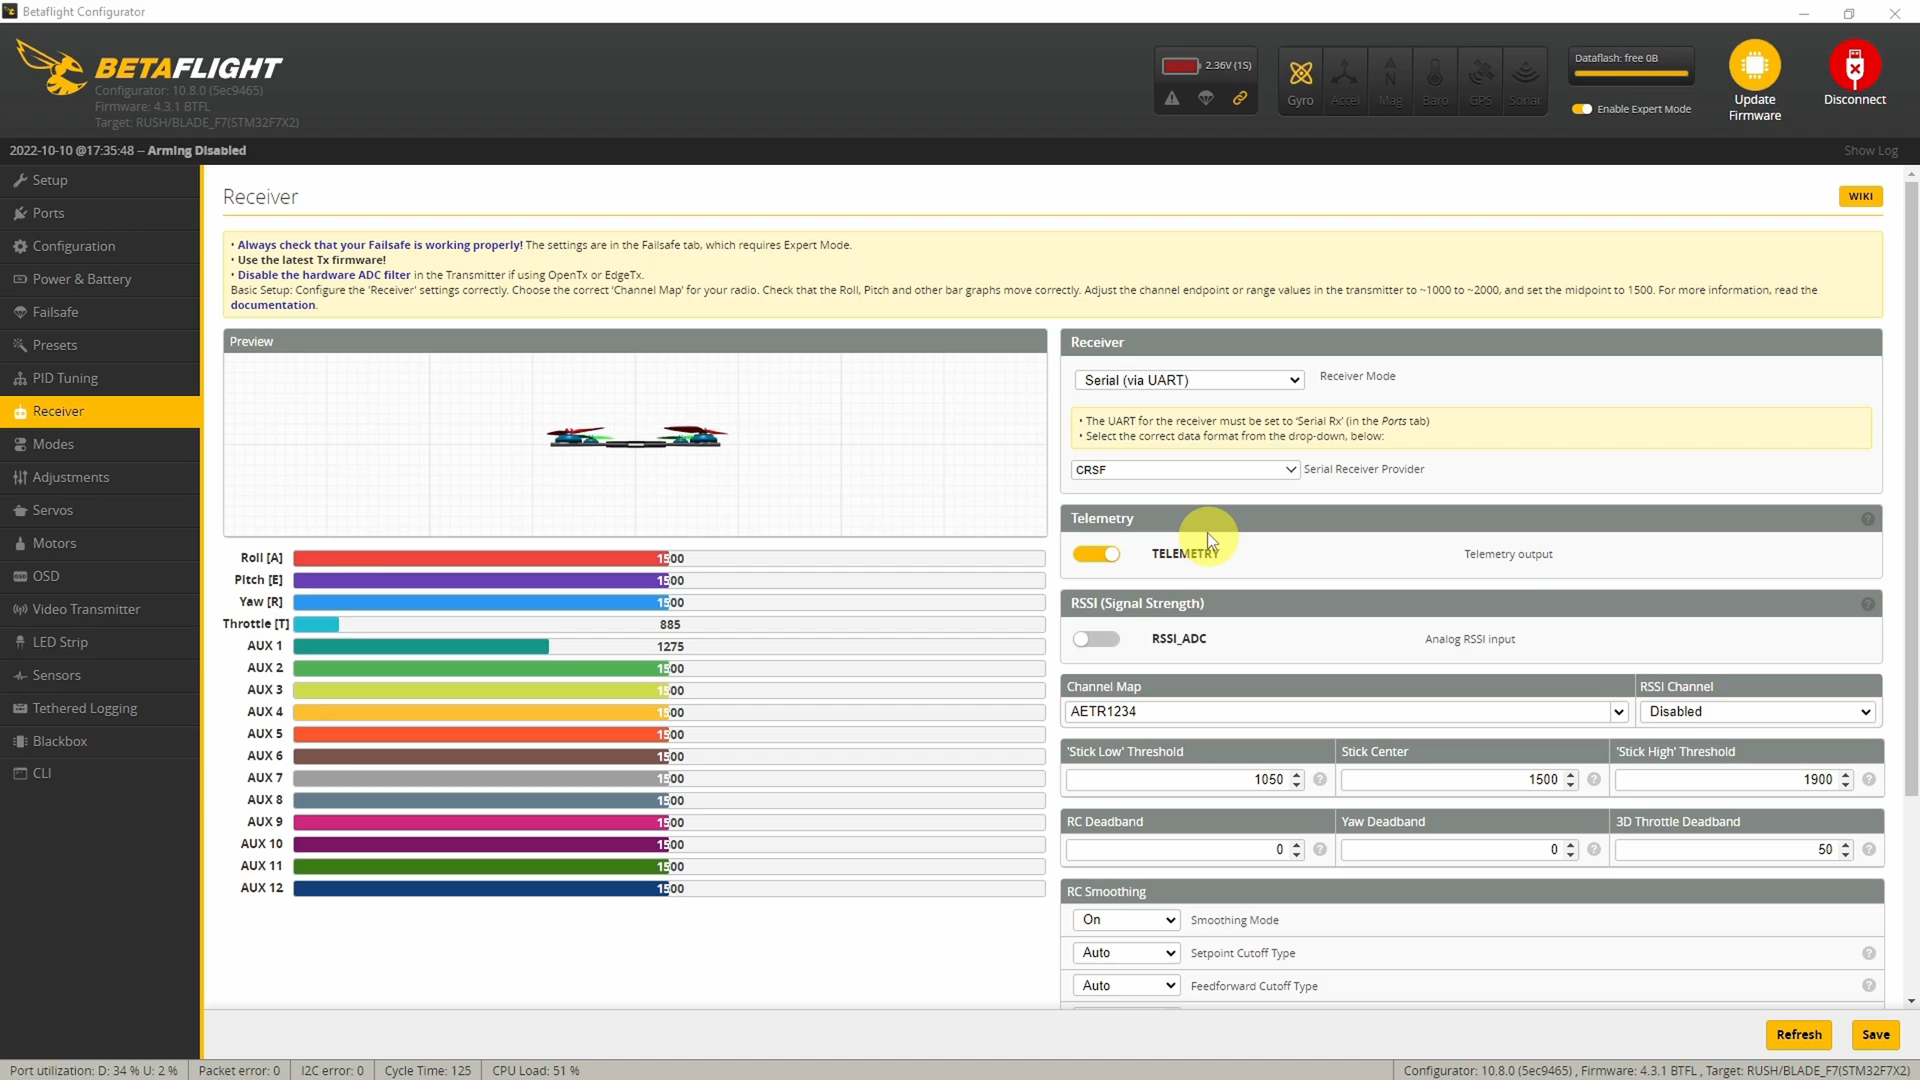 Betaflight Configurator
BETAFLIGHT
Configurator: 10.8.0 (5ec9465)
Firmware: 4.3.1 BTFL
Target: RUSH/BLADE_F7(STM32F7X2)
2.36V (1S)
Gyro
Accel
Mag
Baro
GPS
Sonar
Dataflash: free 0B
Enable Expert Mode
Update
Firmware
Disconnect
2022-10-10 @17:35:48 -- Arming Disabled
Show Log
Setup
Ports
Configuration
Power & Battery
Failsafe
Presets
PID Tuning
Receiver
Modes
Adjustments
Servos
Motors
OSD
Video Transmitter
LED Strip
Sensors
Tethered Logging
Blackbox
CLI
Receiver
WIKI
• Always check that your Failsafe is working properly! The settings are in the Failsafe tab, which requires Expert Mode.
• Use the latest Tx firmware!
• Disable the hardware ADC filter in the Transmitter if using OpenTx or EdgeTx.
Basic Setup: Configure the 'Receiver' settings correctly. Choose the correct 'Channel Map' for your radio. Check that the Roll, Pitch and other bar graphs move correctly. Adjust the channel endpoint or range values in the transmitter to ~1000 to ~2000, and set the midpoint to 1500. For more information, read the
documentation.
Preview
Roll [A] 1500
Pitch [E] 1500
Yaw [R] 1500
Throttle [T] 885
AUX 1 1275
AUX 2 1500
AUX 3 1500
AUX 4 1500
AUX 5 1500
AUX 6 1500
AUX 7 1500
AUX 8 1500
AUX 9 1500
AUX 10 1500
AUX 11 1500
AUX 12 1500
Receiver
Serial (via UART) Receiver Mode
• The UART for the receiver must be set to 'Serial Rx' (in the Ports tab)
• Select the correct data format from the drop-down, below:
CRSF Serial Receiver Provider
Telemetry ?
TELEMETRY Telemetry output
RSSI (Signal Strength) ?
RSSI_ADC Analog RSSI input
Channel Map RSSI Channel
AETR1234 Disabled
'Stick Low' Threshold Stick Center 'Stick High' Threshold
1050 ? 1500 ? 1900 ?
RC Deadband Yaw Deadband 3D Throttle Deadband
0 ? 0 ? 50 ?
RC Smoothing
On Smoothing Mode
Auto Setpoint Cutoff Type ?
Auto Feedforward Cutoff Type ?
Refresh Save
Port utilization: D: 34 % U: 2 % Packet error: 0 I2C error: 0 Cycle Time: 125 CPU Load: 51 % Configurator: 10.8.0 (5ec9465) , Firmware: 4.3.1 BTFL , Target: RUSH/BLADE_F7(STM32F7X2)